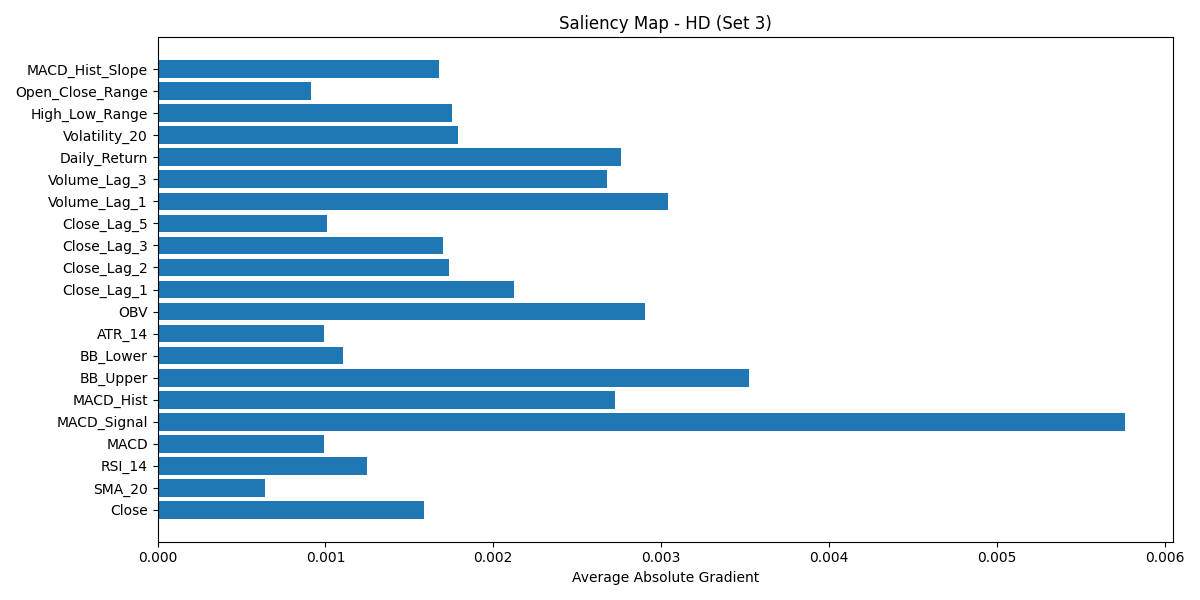 Saliency Map - HD (Set 3)
MACD_Hist_Slope
Open_Close_Range
High_Low_Range
Volatility_20
Daily_Return
Volume_Lag_3
Volume_Lag_1
Close_Lag_5
Close_Lag_3
Close_Lag_2
Close_Lag_1
OBV
ATR_14
BB_Lower
BB_Upper
MACD_Hist
MACD_Signal
MACD
RSI_14
SMA_20
Close
0.000 0.001 0.002 0.003 0.004 0.005 0.006
Average Absolute Gradient